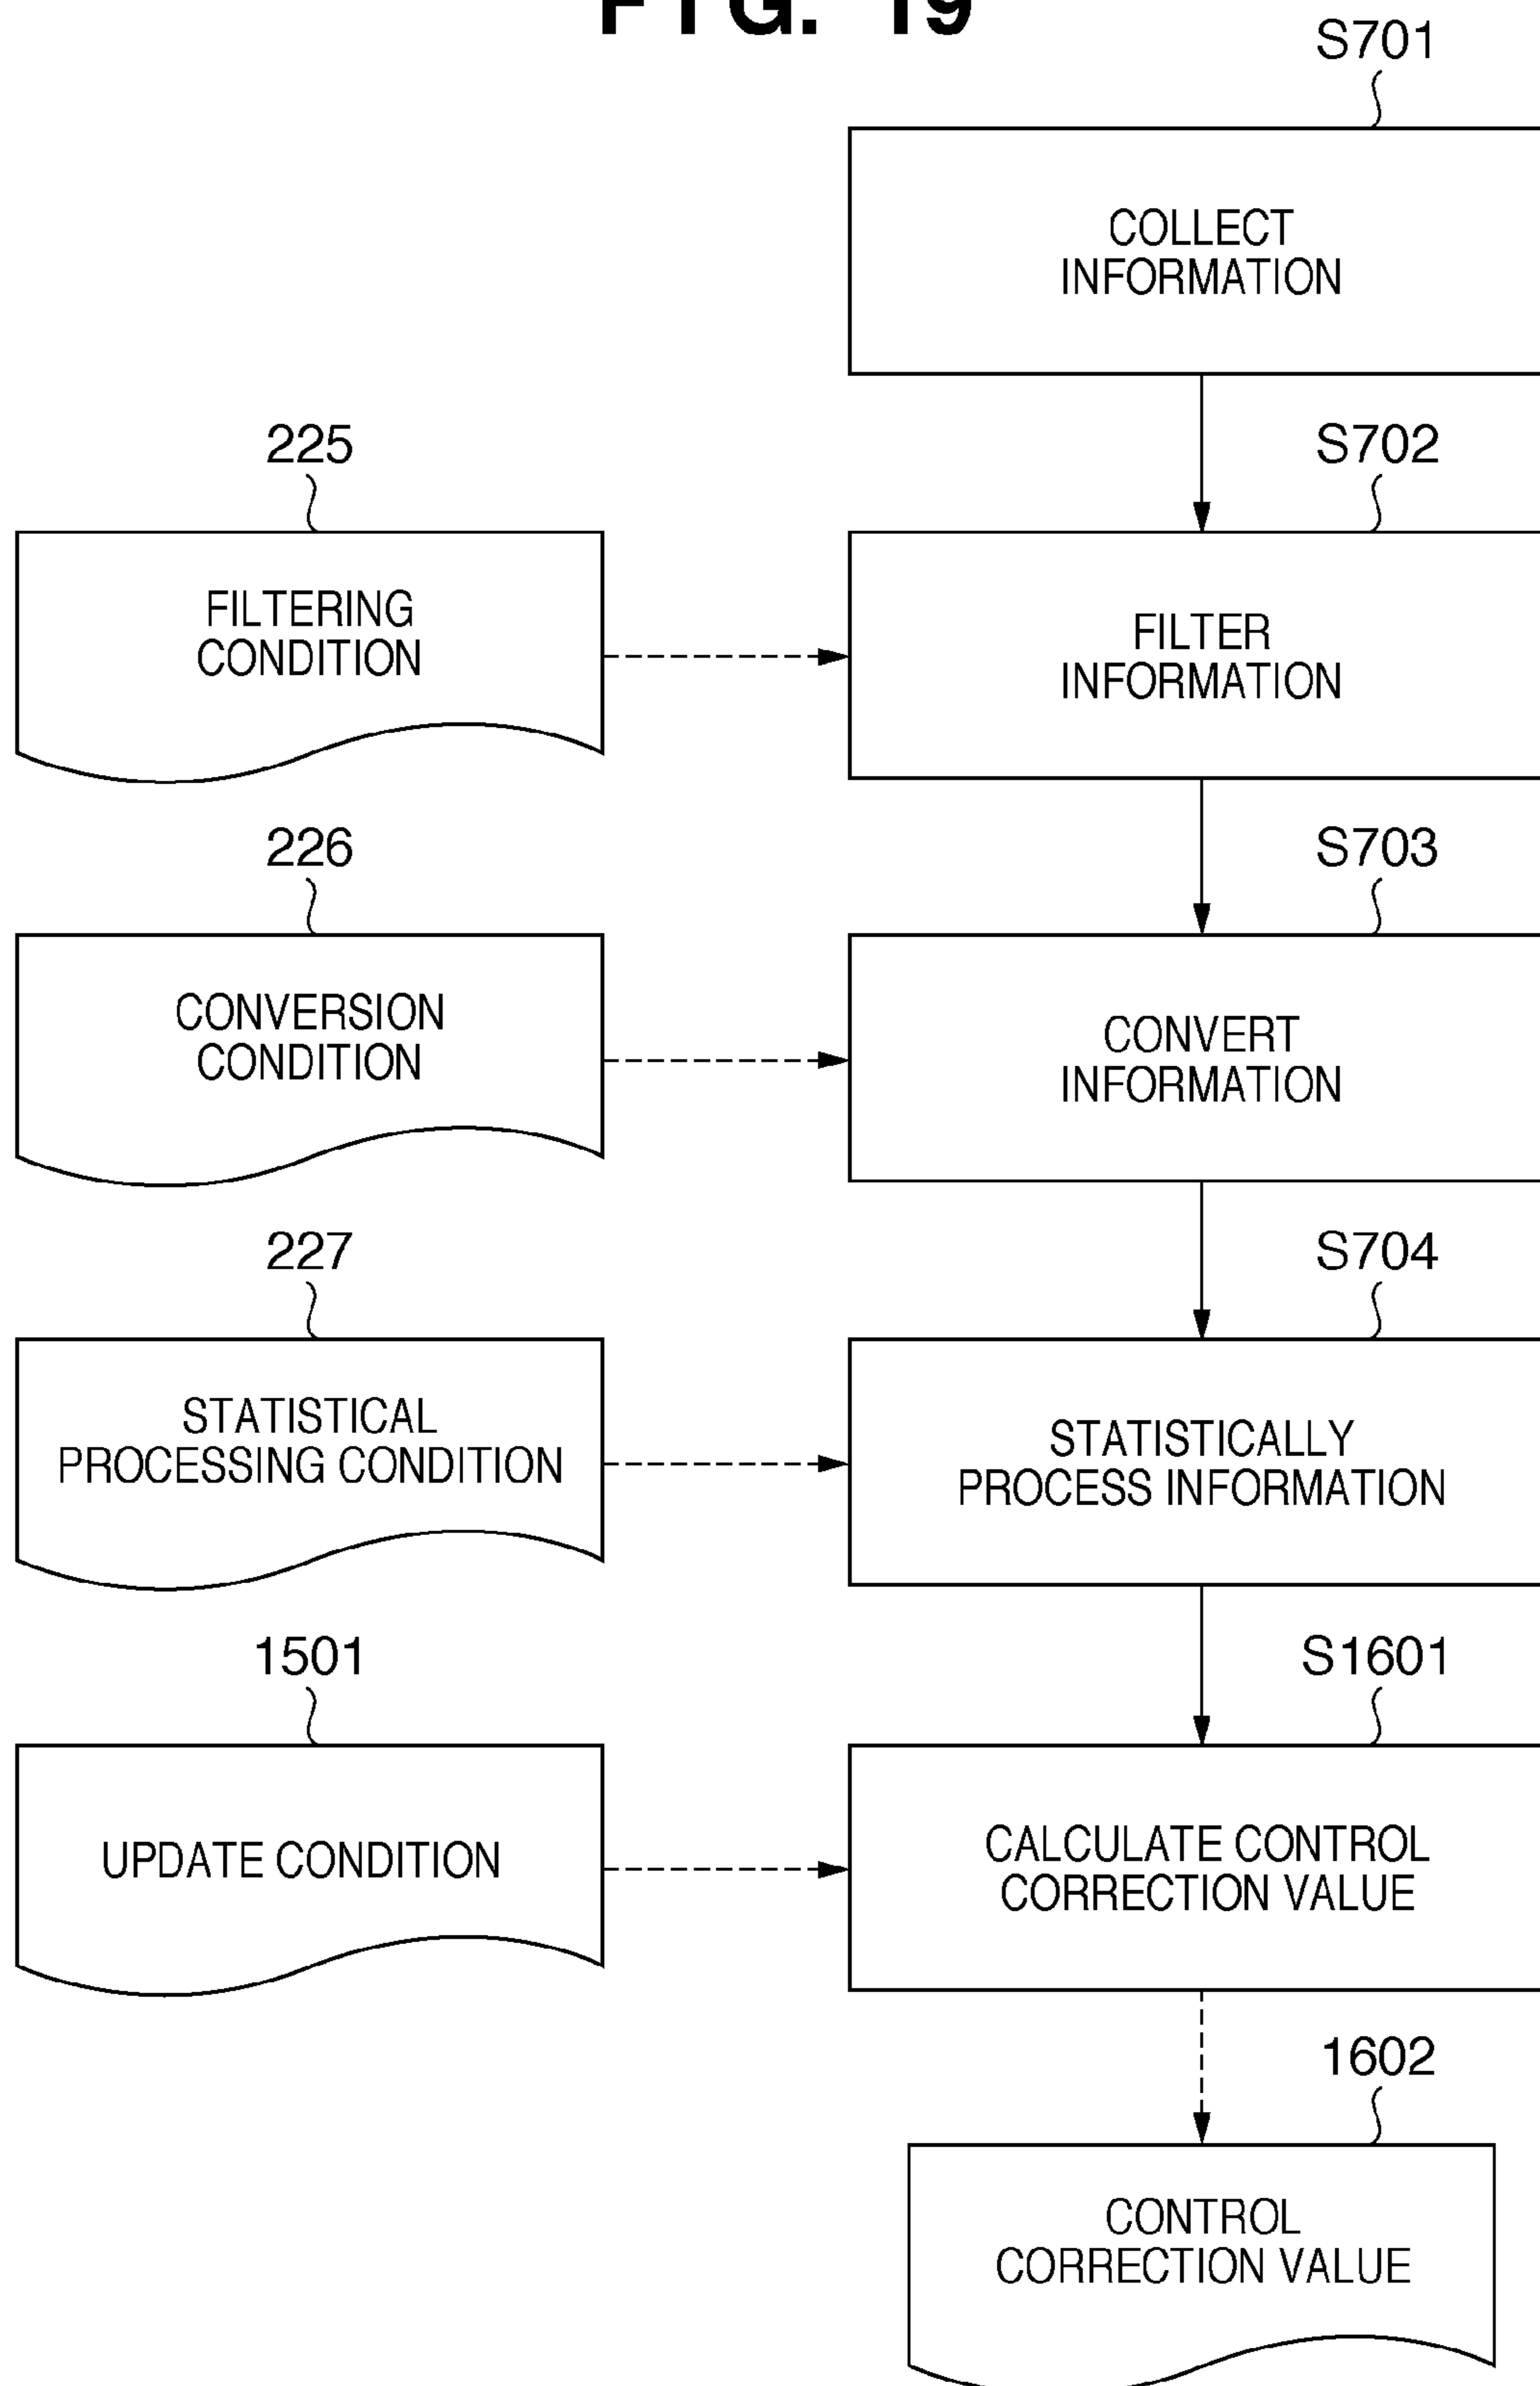 FIG. 19
S701
COLLECT
INFORMATION
225
S702
FILTERING
CONDITION
FILTER
INFORMATION
226
S703
CONVERSION
CONDITION
CONVERT
INFORMATION
227
S704
STATISTICAL
PROCESSING CONDITION
STATISTICALLY
PROCESS INFORMATION
1501
S1601
UPDATE CONDITION
CALCULATE CONTROL
CORRECTION VALUE
1602
CONTROL
CORRECTION VALUE